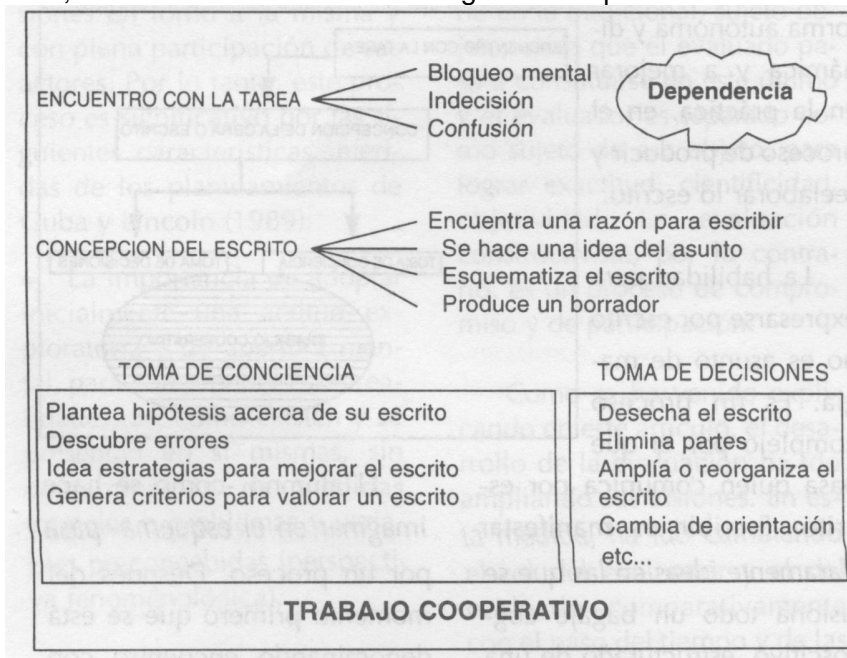 ENCUENTRO CON LA TAREA
Bloqueo mental
Indecisión
Confusión
Dependencia
CONCEPCION DEL ESCRITO
Encuentra una razón para escribir
Se hace una idea del asunto
Esquematiza el escrito
Produce un borrador
TOMA DE CONCIENCIA
Plantea hipótesis acerca de su escrito
Descubre errores
Idea estrategias para mejorar el escrito
Genera criterios para valorar un escrito
TOMA DE DECISIONES
Desecha el escrito
Elimina partes
Amplía o reorganiza el
escrito
Cambia de orientación
etc...
TRABAJO COOPERATIVO